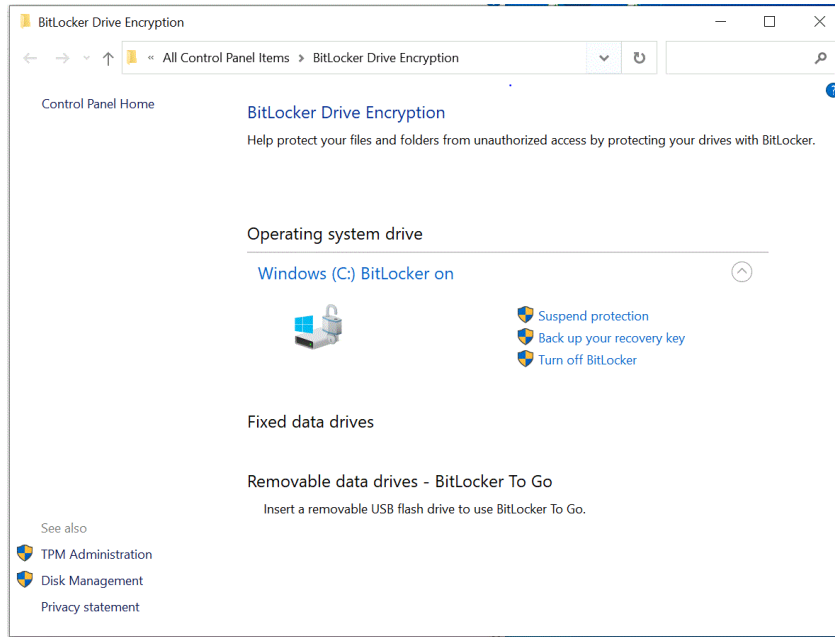 BitLocker Drive Encryption
« All Control Panel Items > BitLocker Drive Encryption
Control Panel Home
BitLocker Drive Encryption
Help protect your files and folders from unauthorized access by protecting your drives with BitLocker.
Operating system drive
Windows (C:) BitLocker on
Suspend protection
Back up your recovery key
Turn off BitLocker
Fixed data drives
Removable data drives - BitLocker To Go
Insert a removable USB flash drive to use BitLocker To Go.
See also
TPM Administration
Disk Management
Privacy statement